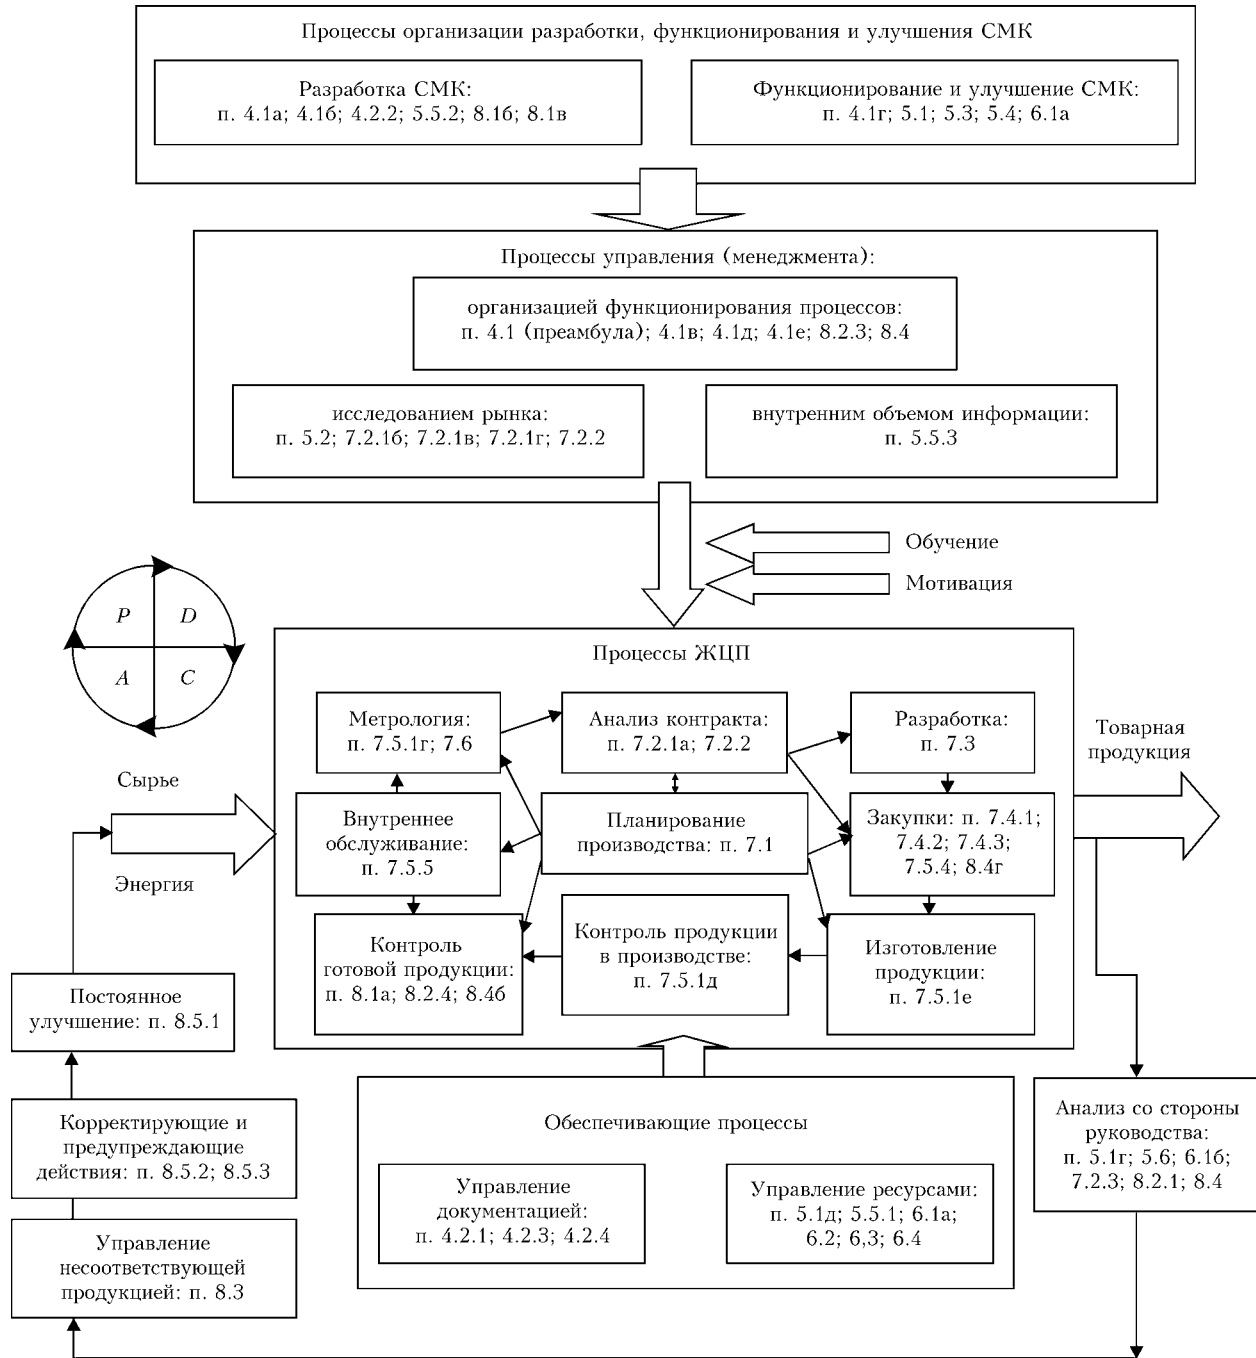 Процессы организации разработки, функционирования и улучшения СМК
Разработка СМК:
п. 4.1а; 4.1б; 4.2.2; 5.5.2; 8.1б; 8.1в
Функционирование и улучшение СМК:
п. 4.1г; 5.1; 5.3; 5.4; 6.1а
Процессы управления (менеджмента):
организацией функционирования процессов:
п. 4.1 (преамбула); 4.1в; 4.1д; 4.1е; 8.2.3; 8.4
исследованием рынка:
п. 5.2; 7.2.1б; 7.2.1в; 7.2.1г; 7.2.2
внутренним объемом информации:
п. 5.5.3
Обучение
Мотивация
P
D
A
C
Процессы ЖЦП
Метрология:
п. 7.5.1г; 7.6
Анализ контракта:
п. 7.2.1а; 7.2.2
Разработка:
п. 7.3
Товарная
продукция
Сырье
Энергия
Внутреннее
обслуживание:
п. 7.5.5
Планирование
производства: п. 7.1
Закупки: п. 7.4.1;
7.4.2; 7.4.3;
7.5.4; 8.4г
Контроль
готовой продукции:
п. 8.1а; 8.2.4; 8.4б
Контроль продукции
в производстве:
п. 7.5.1д
Изготовление
продукции:
п. 7.5.1е
Постоянное
улучшение: п. 8.5.1
Корректирующие и
предупреждающие
действия: п. 8.5.2; 8.5.3
Управление
несоответствующей
продукцией: п. 8.3
Обеспечивающие процессы
Управление
документацией:
п. 4.2.1; 4.2.3; 4.2.4
Управление ресурсами:
п. 5.1д; 5.5.1; 6.1а;
6.2; 6,3; 6.4
Анализ со стороны
руководства:
п. 5.1г; 5.6; 6.1б;
7.2.3; 8.2.1; 8.4